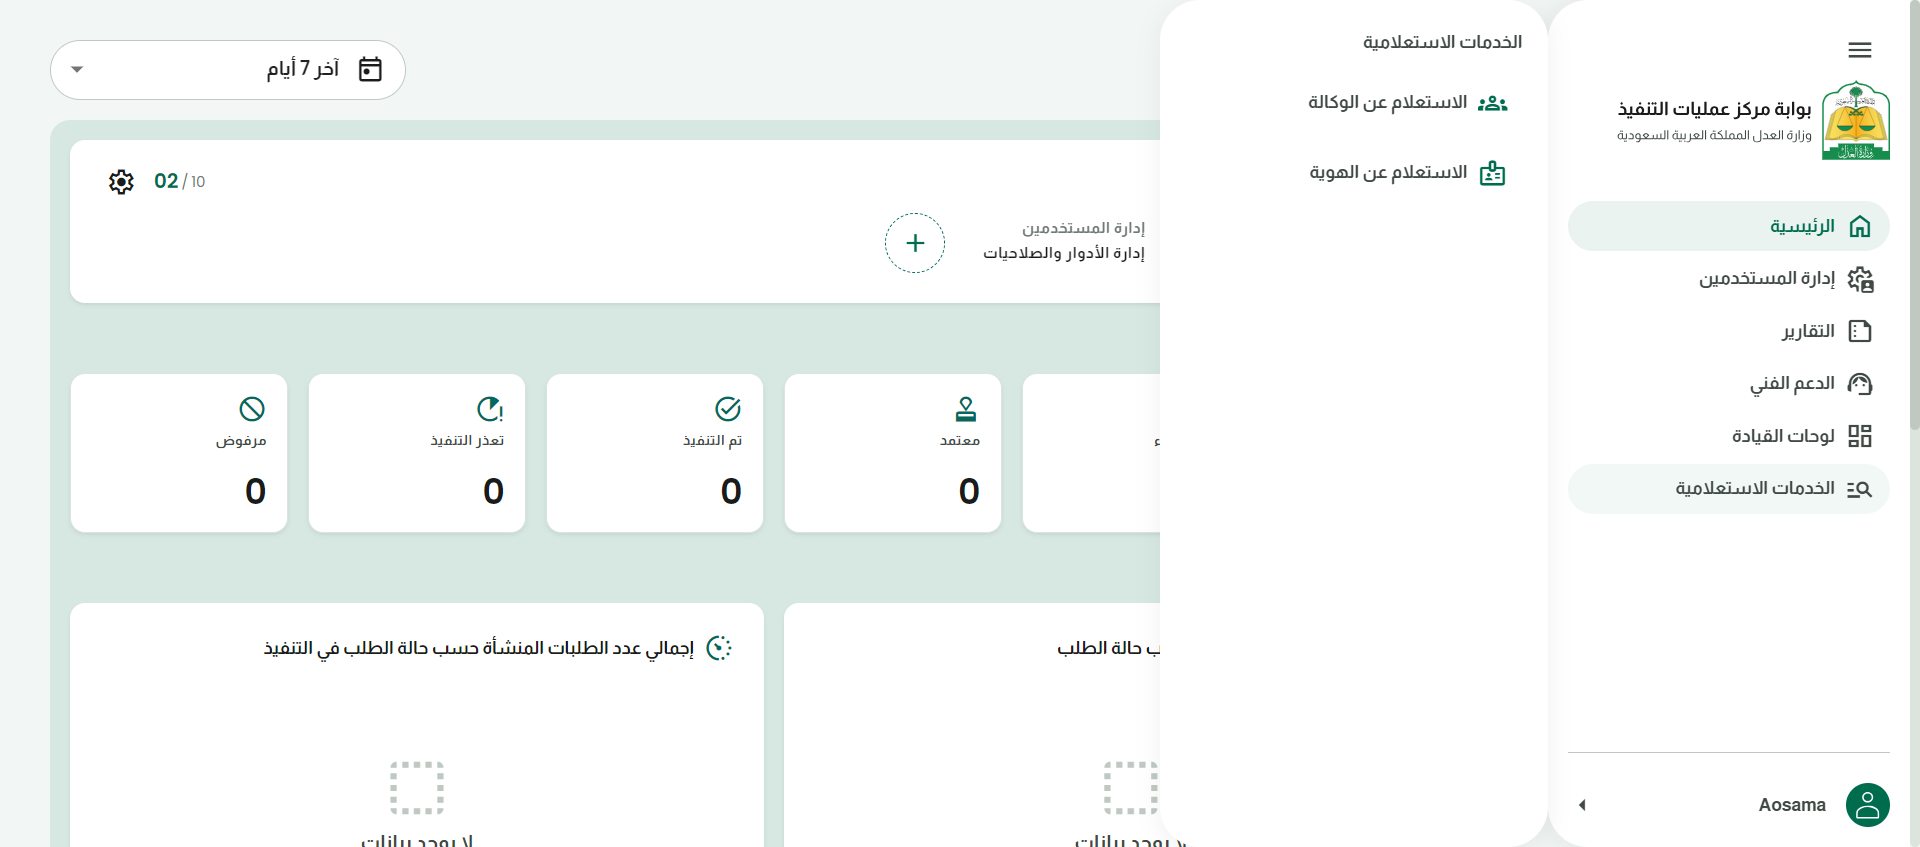 بوابة مركز عمليات التنفيذ
وزارة العدل المملكة العربية السعودية
الرئيسية
إدارة المستخدمين
التقارير
الدعم الفني
لوحات القيادة
الخدمات الاستعلامية
Aosama
الخدمات الاستعلامية
الاستعلام عن الوكالة
الاستعلام عن الهوية
آخر 7 أيام
02 / 10
إدارة المستخدمين
إدارة الأدوار والصلاحيات
معتمد
0
تم التنفيذ
0
تعذر التنفيذ
0
مرفوض
0
حالة الطلب
إجمالي عدد الطلبات المنشأة حسب حالة الطلب في التنفيذ
يوجد بيانات
لا يوجد بيانات